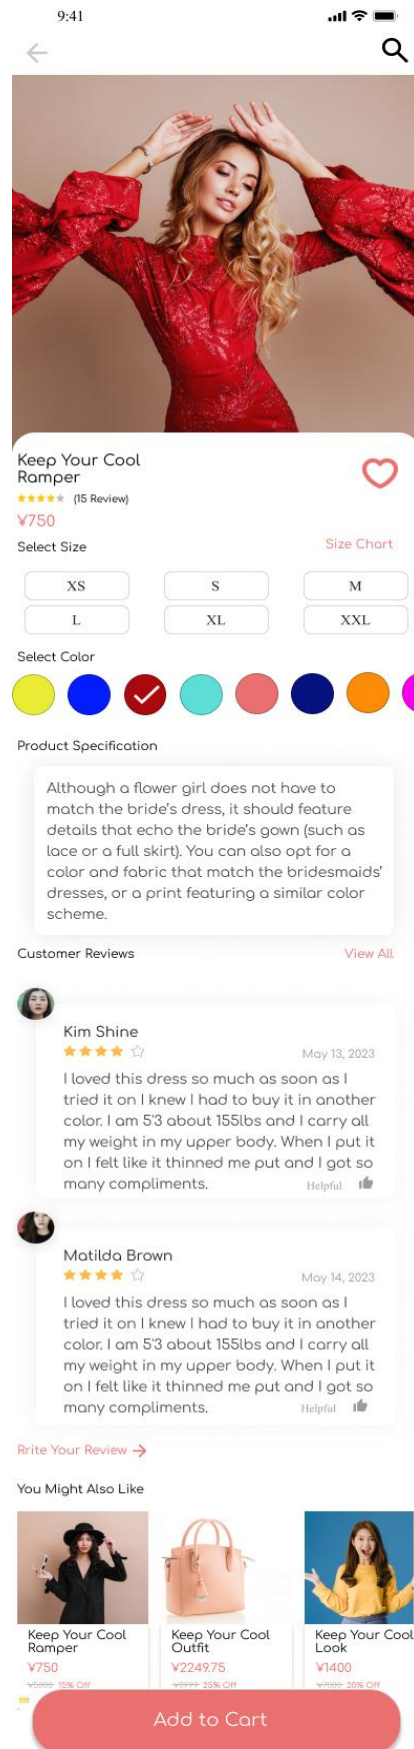 9:41
Keep Your Cool
Ramper
(15 Review)
¥750
Select Size
Size Chart
XS S M
L XL XXL
Select Color
Product Specification
Although a flower girl does not have to
match the bride's dress, it should feature
details that echo the bride's gown (such as
lace or a full skirt). You can also opt for a
color and fabric that match the bridesmaids'
dresses, or a print featuring a similar color
scheme.
Customer Reviews
View All
Kim Shine
May 13, 2023
I loved this dress so much as soon as I
tried it on I knew I had to buy it in another
color. I am 5'3 about 155lbs and I carry all
my weight in my upper body. When I put it
on I felt like it thinned me put and I got so
many compliments.
Helpful
Matilda Brown
May 14, 2023
I loved this dress so much as soon as I
tried it on I knew I had to buy it in another
color. I am 5'3 about 155lbs and I carry all
my weight in my upper body. When I put it
on I felt like it thinned me put and I got so
many compliments.
Helpful
Rrite Your Review
You Might Also Like
Keep Your Cool
Ramper
¥750
¥5000 15% Off
Keep Your Cool
Outfit
¥2249.75
¥8999 25% Off
Keep Your Cool
Look
¥1400
¥7000 20% Off
Add to Cart